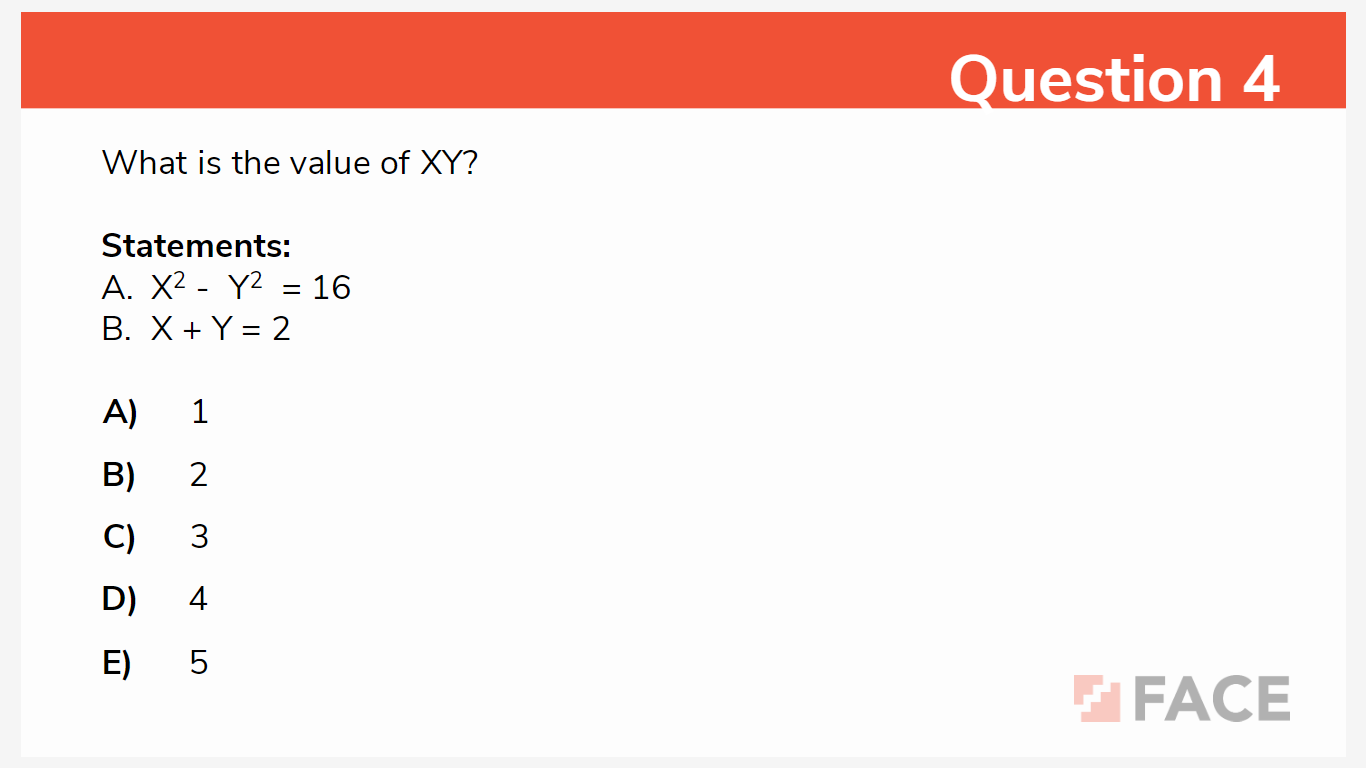 Question 4
What is the value of XY?
Statements:
A. X² - Y² = 16
B. X + Y = 2
A) 1
B) 2
C) 3
D) 4
E) 5
FACE